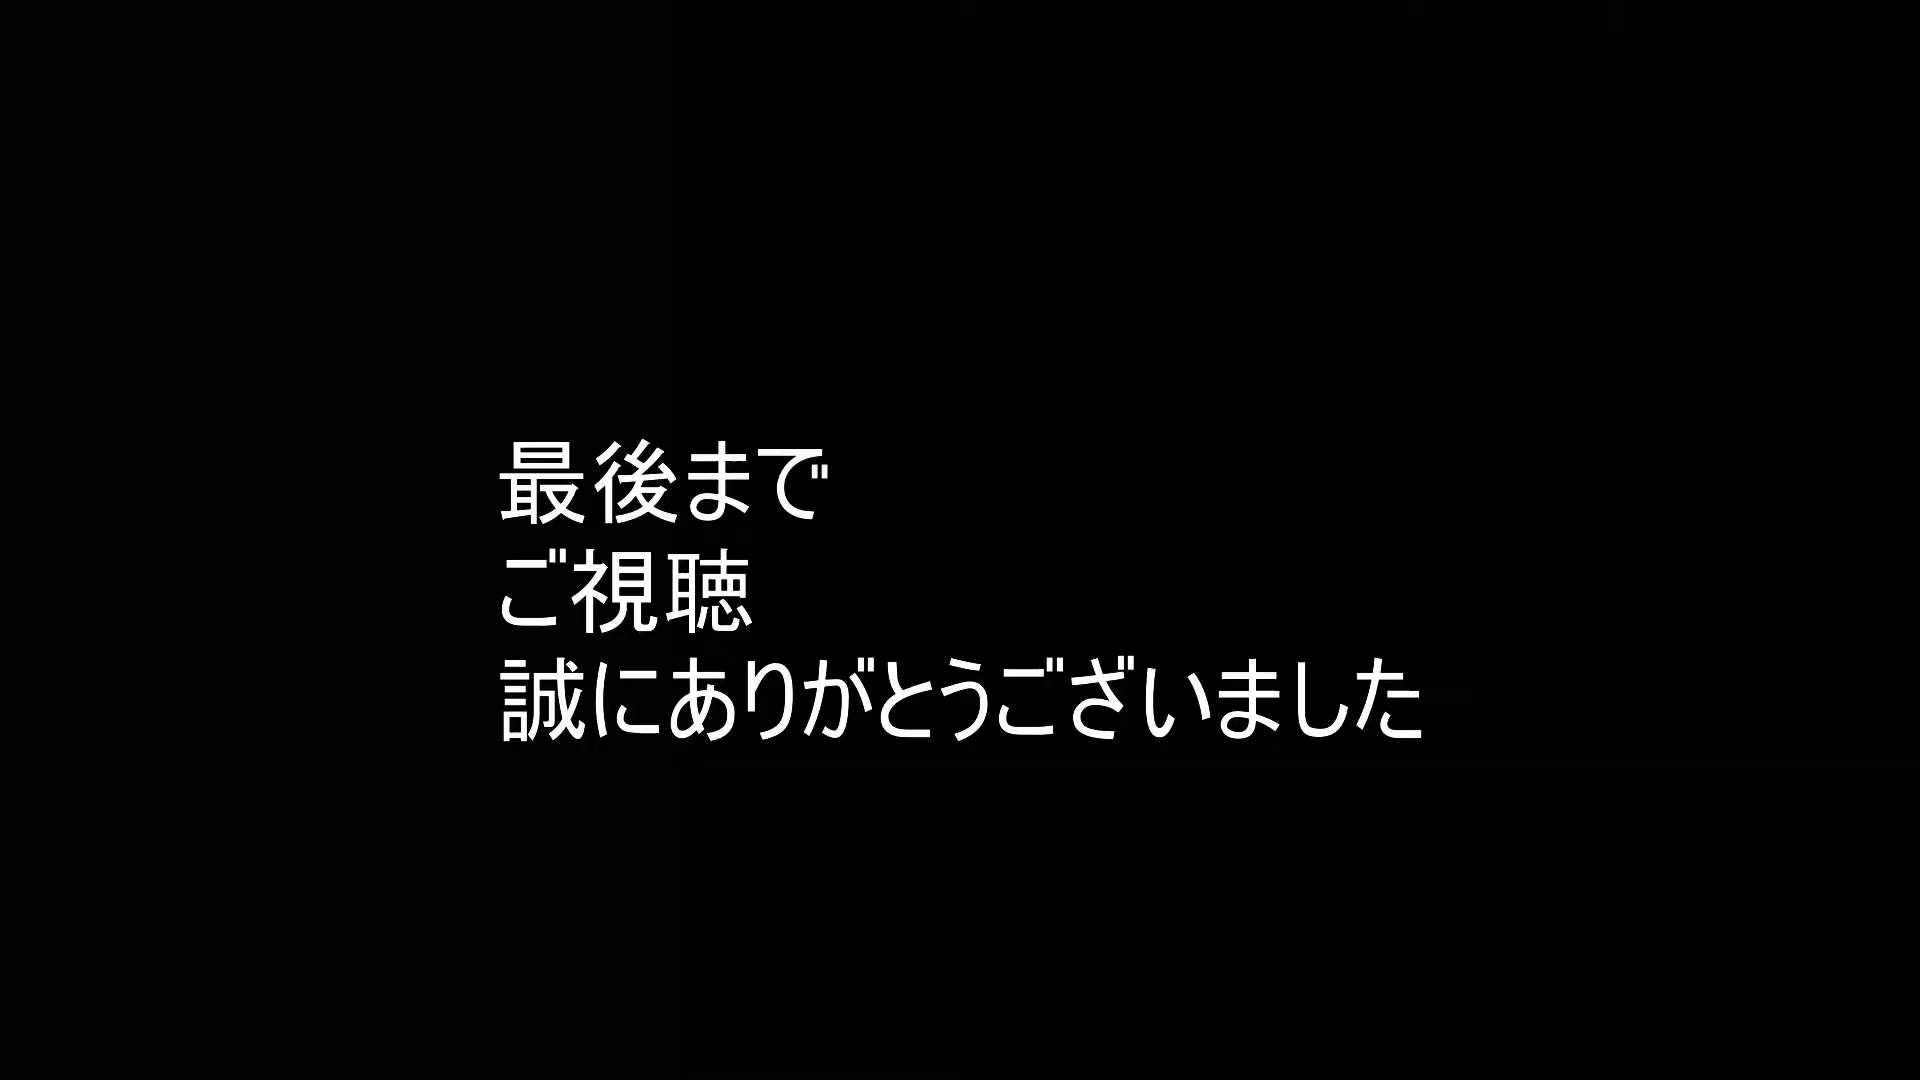 最後まで
ご視聴
誠にありがとうございました